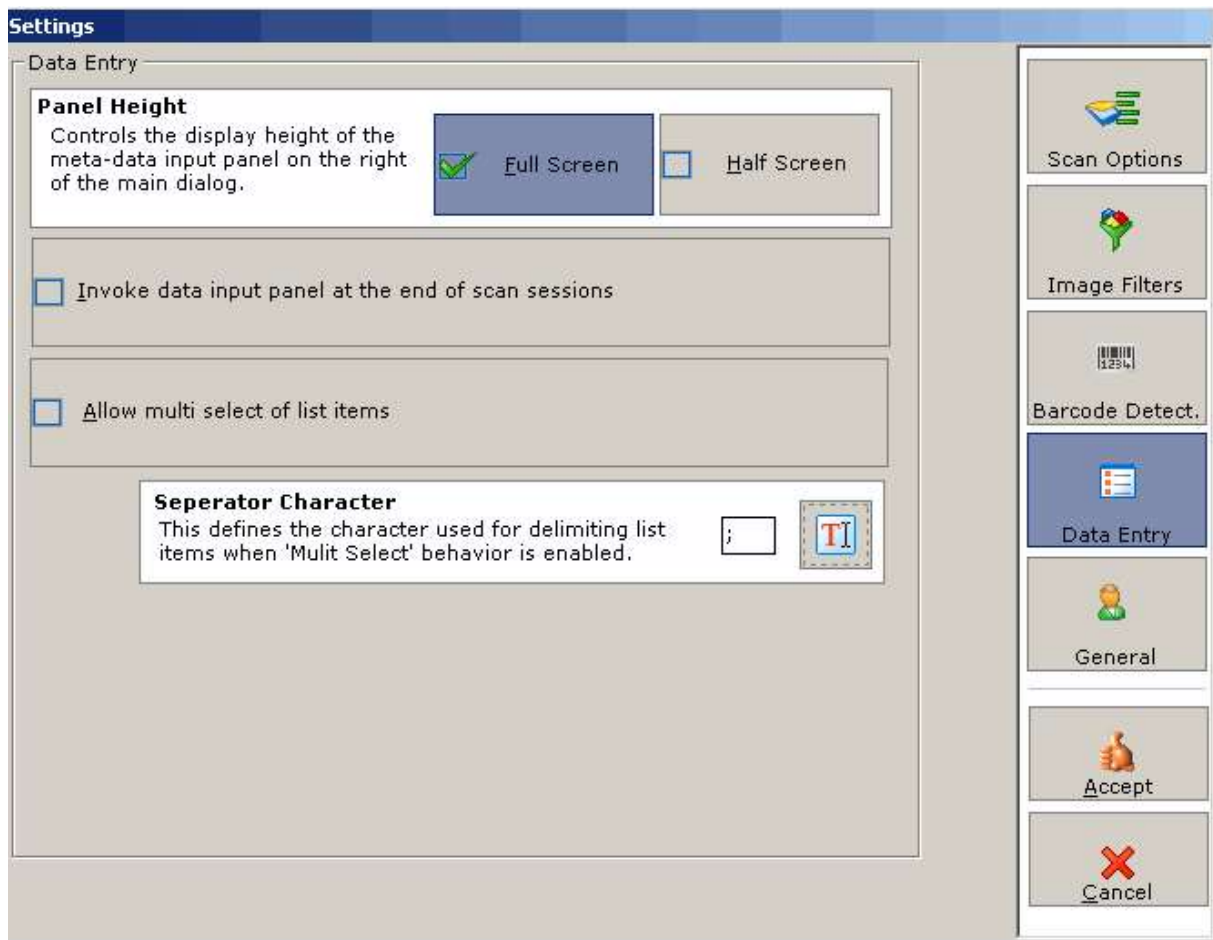 Settings
Data Entry
Panel Height
Controls the display height of the
meta-data input panel on the right
of the main dialog.
Full Screen
Half Screen
Invoke data input panel at the end of scan sessions
Allow multi select of list items
Seperator Character
This defines the character used for delimiting list
items when 'Mulit Select' behavior is enabled.
;
T
Scan Options
Image Filters
1234
Barcode Detect.
Data Entry
General
Accept
Cancel